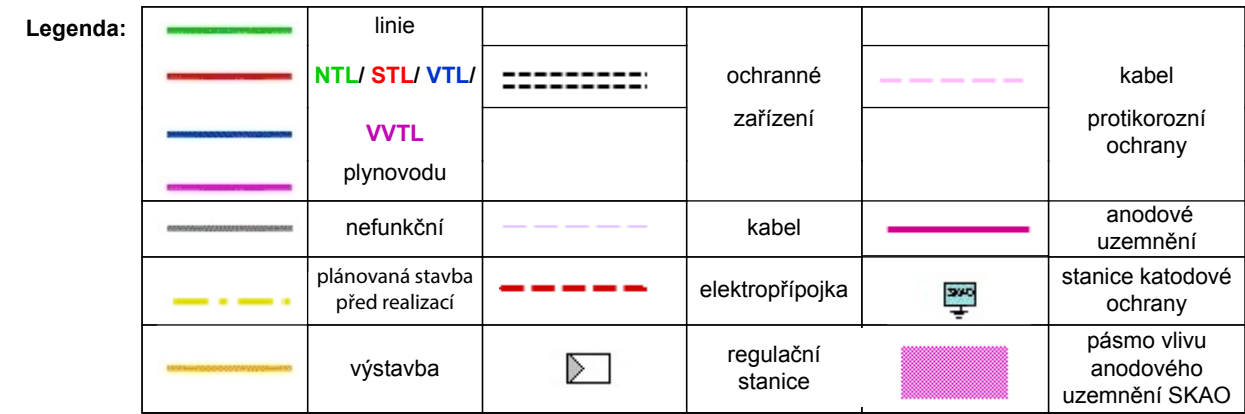 Legenda:
linie
NTL/ STL/ VTL/
VVTL
plynovodu
ochranné
zařízení
kabel
protikorozní
ochrany
nefunkční
kabel
anodové
uzemnění
plánovaná stavba
před realizací
elektropřípojka
SKAO
stanice katodové
ochrany
výstavba
regulační
stanice
pásmo vlivu
anodového
uzemnění SKAO